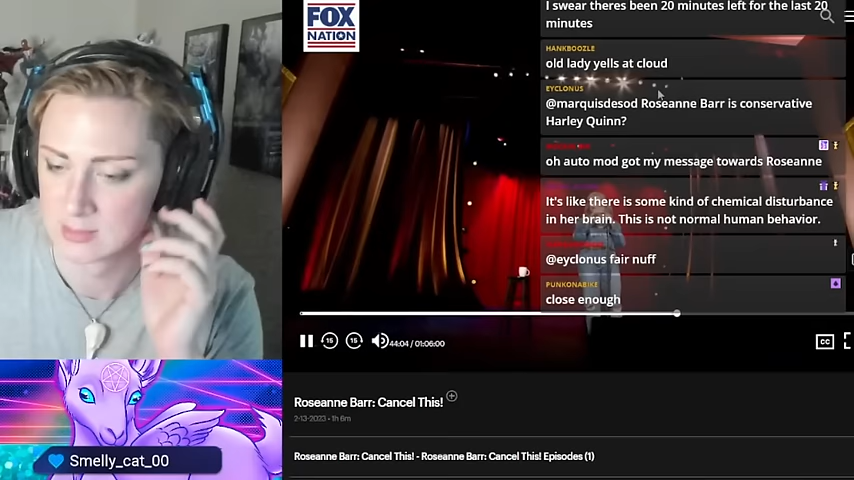 FOX
NATION
I swear theres been 20 minutes left for the last 20
minutes
HANKBOOZLE
old lady yells at cloud
EYCLONUS
@marquisdesod Roseanne Barr is conservative
Harley Quinn?
oh auto mod got my message towards Roseanne
It's like there is some kind of chemical disturbance
in her brain. This is not normal human behavior.
@eyclonus fair nuff
PUNKONABIKE
close enough
15
15
44:04 / 01:06:00
CC
Roseanne Barr: Cancel This!
2-13-2023 • 1h 6m
Roseanne Barr: Cancel This! - Roseanne Barr: Cancel This! Episodes (1)
Smelly_cat_00